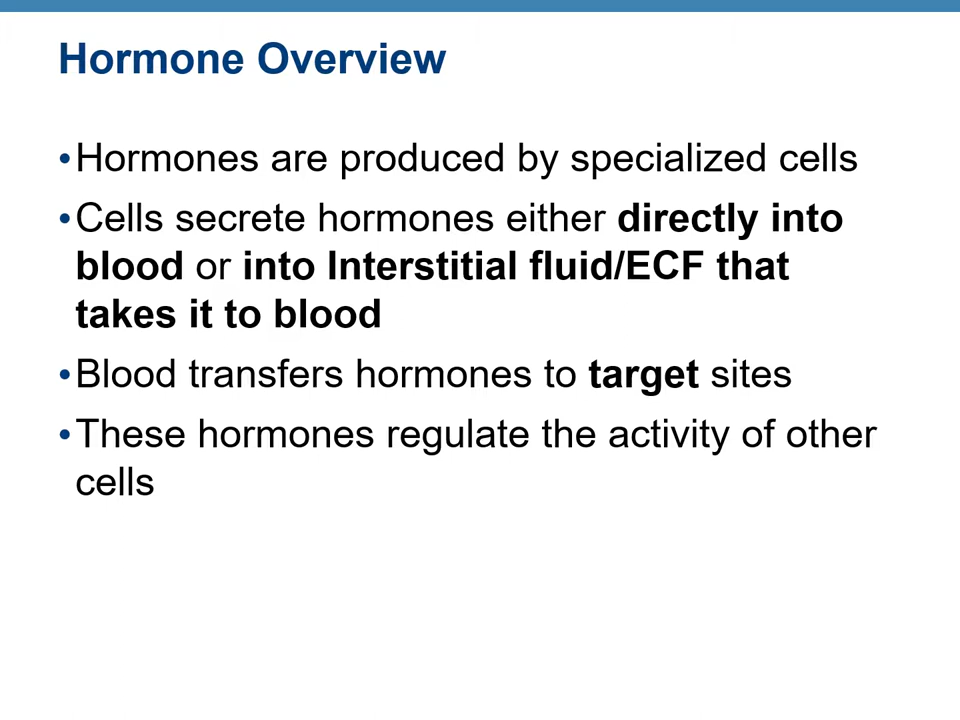 Hormone Overview
•Hormones are produced by specialized cells
•Cells secrete hormones either directly into
blood or into Interstitial fluid/ECF that
takes it to blood
•Blood transfers hormones to target sites
•These hormones regulate the activity of other
cells